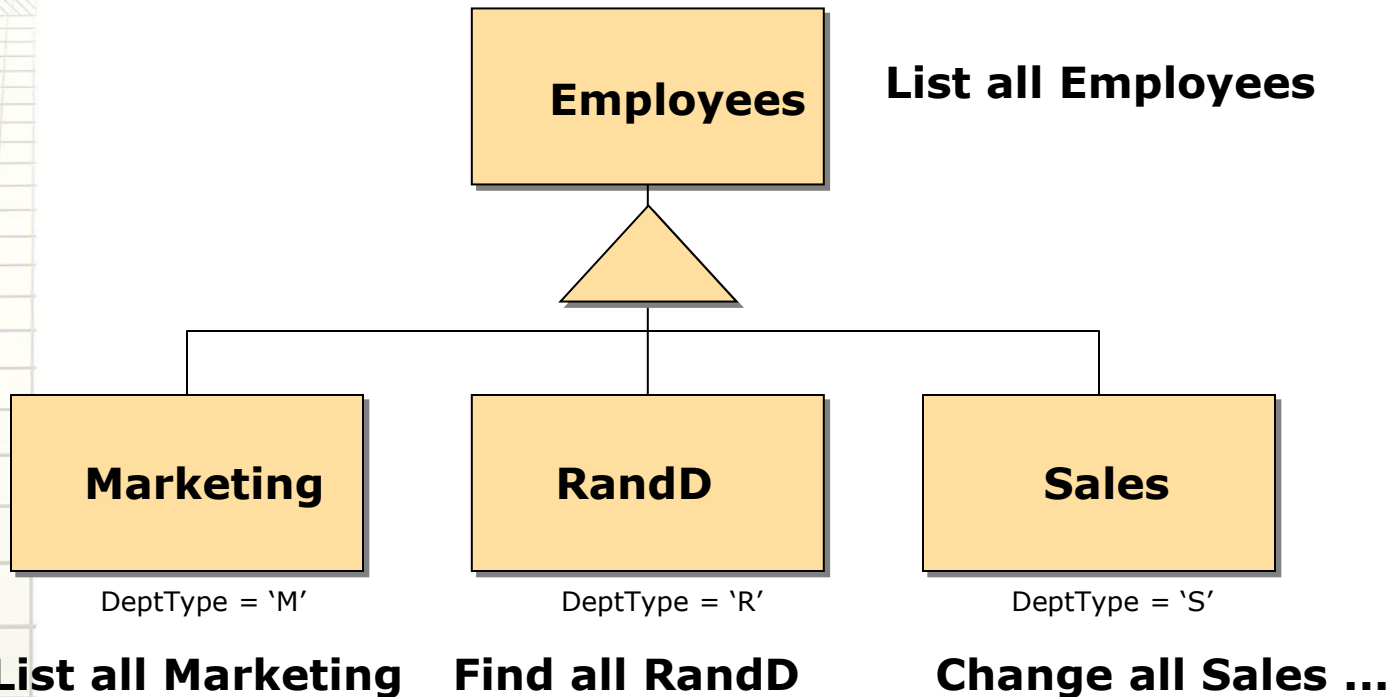 Employees
List all Employees
Marketing
RandD
Sales
DeptType = ‘M’
DeptType = ‘R’
DeptType = ‘S’
List all Marketing
Find all RandD
Change all Sales ...